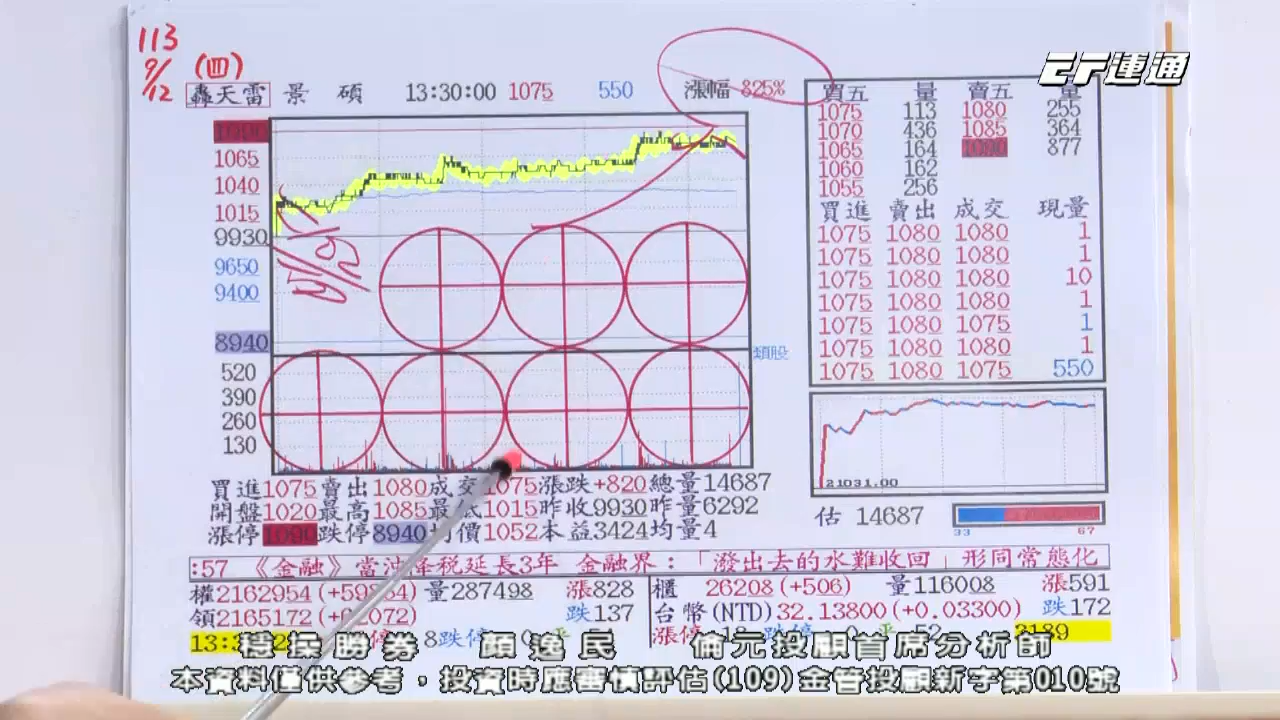 113
9/12
(四)
EF運通
轟天雷 景碩 13:30:00 1075 550 漲幅 825%
買五 量 賣五 量
1075 113 1080 255
1070 436 1085 364
1065 164 1090 877
1060 162
1055 256
買進 賣出 成交 現量
1075 1080 1080 1
1075 1080 1080 1
1075 1080 1080 10
1075 1080 1080 1
1075 1080 1075 1
1075 1080 1080 1
1075 1080 1075 550
1090
1065
1040
1015
9930
9650
9400
8940
類股
520
390
260
130
21031.00
買進1075賣出1080成交1075漲跌+820總量14687
開盤1020最高1085最低1015昨收9930昨量6292
漲停1090跌停8940均價1052本益3424均量4
估 14687
33 67
:57 《金融》當沖降稅延長3年 金融界：「潑出去的水難收回」形同常態化
權2162954 量287498 漲828
櫃 26208(+506) 量116008 漲591
領2165172 跌137
台幣(NTD)32.13800(+0.03300) 跌172
穩操勝券 顏逸民 倫元投顧首席分析師
本資料僅供參考，投資時應審慎評估(109)金管投顧新字第010號